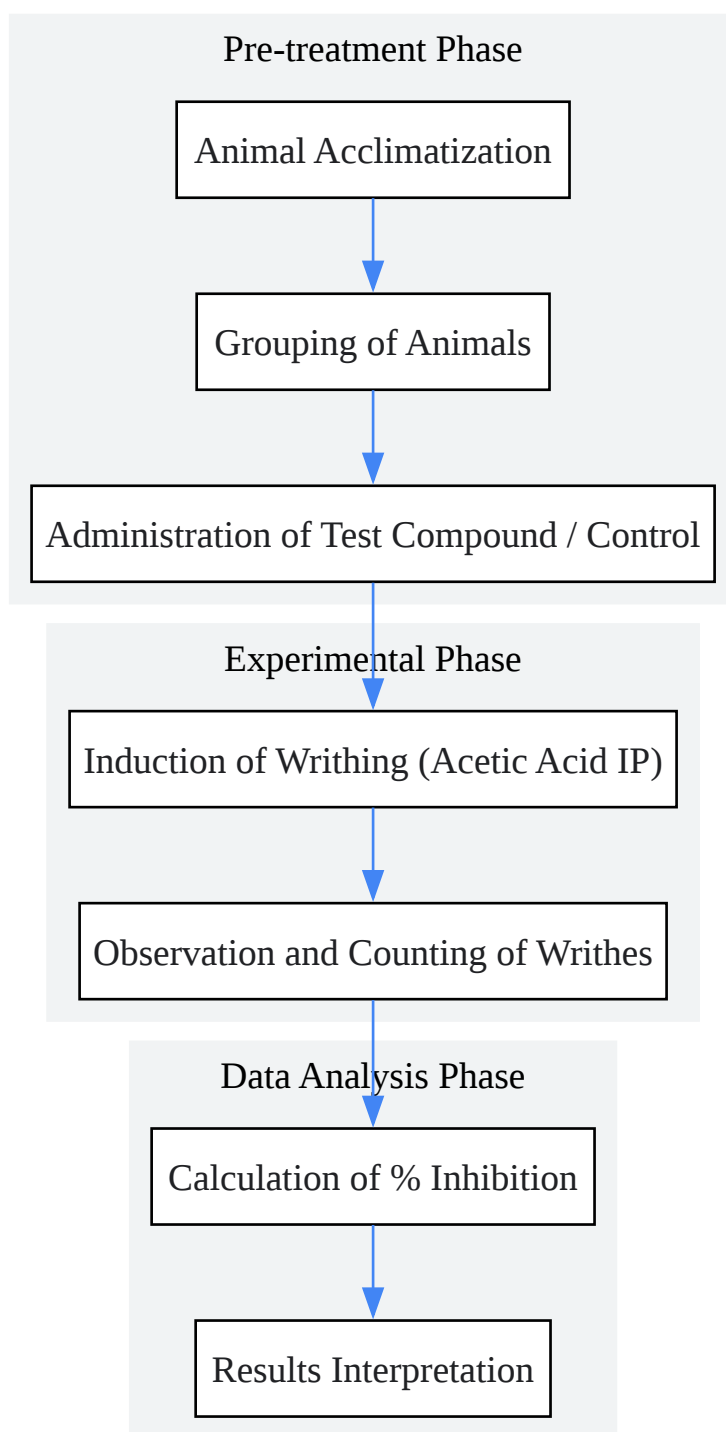 Pre-treatment Phase
Animal Acclimatization
Grouping of Animals
Administration of Test Compound / Control
Experimental Phase
Induction of Writhing (Acetic Acid IP)
Observation and Counting of Writhes
Data Analysis Phase
Calculation of % Inhibition
Results Interpretation